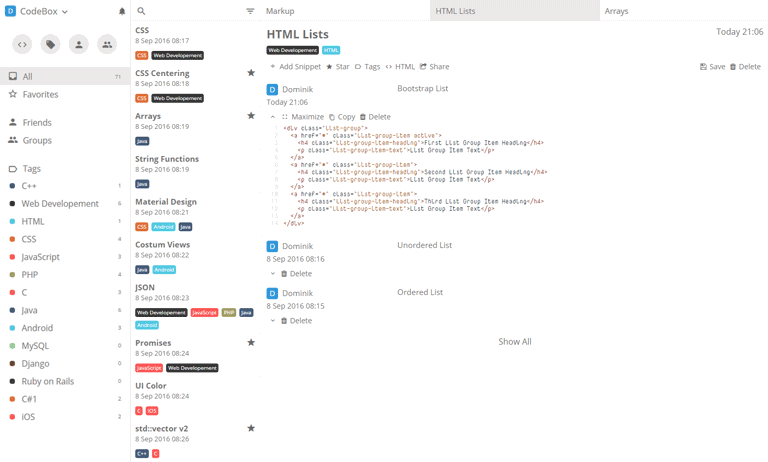 D CodeBox
All 71
Favorites
Friends
Groups
Tags
C++ 1
Web Developement 6
HTML 1
CSS 4
JavaScript 3
PHP 4
C 3
Java 6
Android 3
MySQL 0
Django 0
Ruby on Rails 0
C#1 2
iOS 2
CSS
8 Sep 2016 08:17
CSS Web Developement
CSS Centering
8 Sep 2016 08:18
CSS Web Developement
Arrays
8 Sep 2016 08:19
Java
String Functions
8 Sep 2016 08:19
Java
Material Design
8 Sep 2016 08:21
CSS Android Java
Costum Views
8 Sep 2016 08:22
Java Android
JSON
8 Sep 2016 08:23
Web Developement JavaScript PHP Java
Android
Promises
8 Sep 2016 08:24
JavaScript Web Developement
UI Color
8 Sep 2016 08:24
C iOS
std::vector v2
8 Sep 2016 08:26
C++ C
Markup HTML Lists Arrays
HTML Lists Today 21:06
Web Developement HTML
+ Add Snippet Star Tags <> HTML Share Save Delete
D Dominik Bootstrap List
Today 21:06
Maximize Copy Delete
1 <div class="list-group">
2 <a href="#" class="list-group-item active">
3 <h4 class="list-group-item-heading">First List Group Item Heading</h4>
4 <p class="list-group-item-text">List Group Item Text</p>
5 </a>
6 <a href="#" class="list-group-item">
7 <h4 class="list-group-item-heading">Second List Group Item Heading</h4>
8 <p class="list-group-item-text">List Group Item Text</p>
9 </a>
10 <a href="#" class="list-group-item">
11 <h4 class="list-group-item-heading">Third List Group Item Heading</h4>
12 <p class="list-group-item-text">List Group Item Text</p>
13 </a>
14 </div>
D Dominik Unordered List
8 Sep 2016 08:16
Delete
D Dominik Ordered List
8 Sep 2016 08:15
Delete
Show All